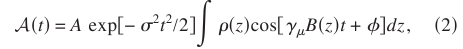 𝒜(t) = A exp[− σ²t²/2] ∫ ρ(z)cos[γ_μB(z)t + ϕ]dz, (2)